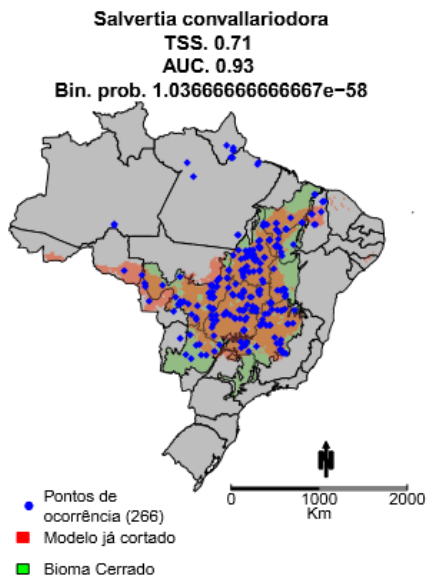 Salvertia convallariodora
TSS. 0.71
AUC. 0.93
Bin. prob. 1.03666666666667e−58
N
0 1000 2000
Km
Pontos de
ocorrência (266)
Modelo já cortado
Bioma Cerrado